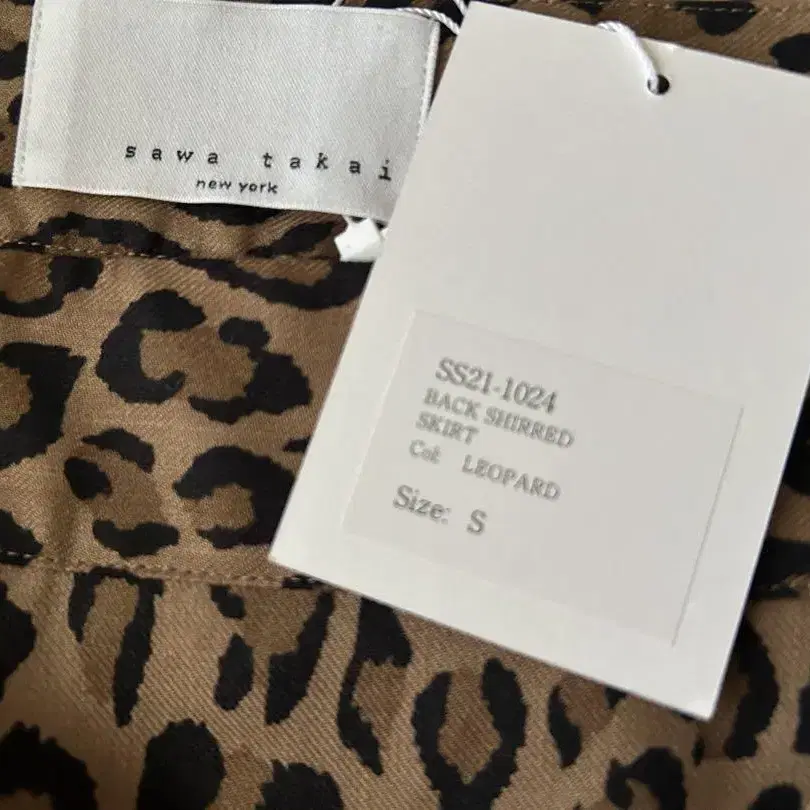 sawa takai
new york
SS21-1024
BACK SHIRRED
SKIRT
Col: LEOPARD
Size: S